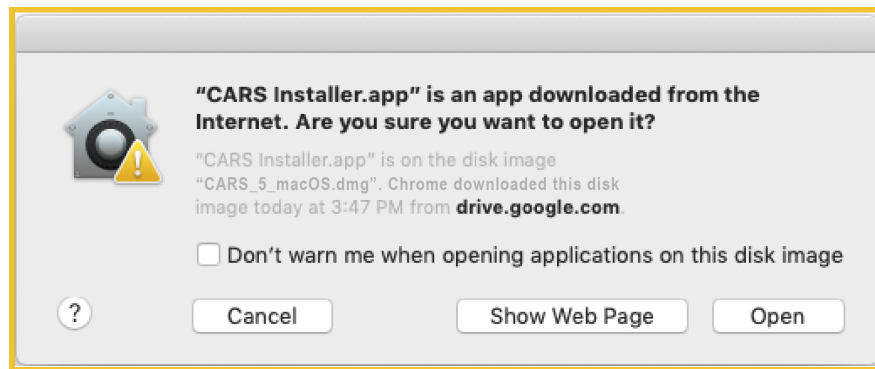 “CARS Installer.app” is an app downloaded from the
Internet. Are you sure you want to open it?
“CARS Installer.app” is on the disk image
“CARS_5_macOS.dmg”. Chrome downloaded this disk
image today at 3:47 PM from drive.google.com.
Don’t warn me when opening applications on this disk image
?
Cancel
Show Web Page
Open